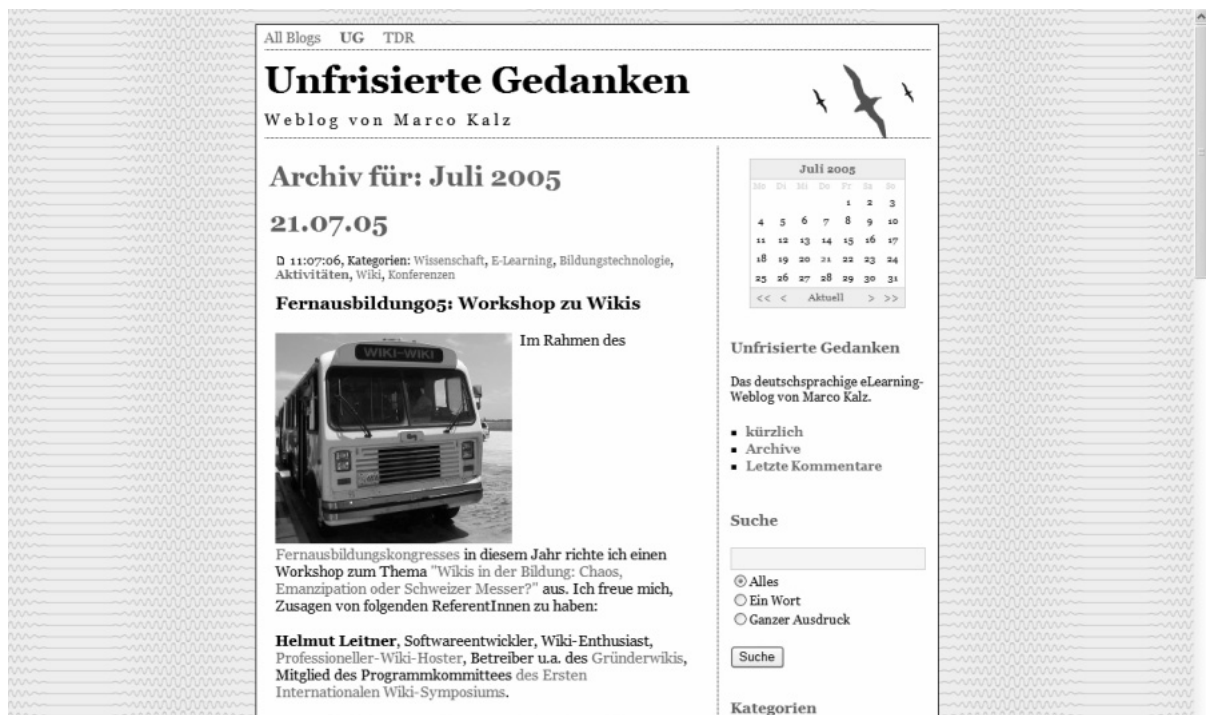 All Blogs UG TDR
Unfrisierte Gedanken
Weblog von Marco Kalz
Archiv für: Juli 2005
21.07.05
11:07:06, Kategorien: Wissenschaft, E-Learning, Bildungstechnologie,
Aktivitäten, Wiki, Konferenzen
Fernausbildung05: Workshop zu Wikis
WIKI-WIKI
Im Rahmen des
Fernausbildungskongresses in diesem Jahr richte ich einen
Workshop zum Thema "Wikis in der Bildung: Chaos,
Emanzipation oder Schweizer Messer?" aus. Ich freue mich,
Zusagen von folgenden ReferentInnen zu haben:
Helmut Leitner, Softwareentwickler, Wiki-Enthusiast,
Professioneller-Wiki-Hoster, Betreiber u.a. des Gründerwikis,
Mitglied des Programmkommittees des Ersten
Internationalen Wiki-Symposiums.
Juli 2005
Mo Di Mi Do Fr Sa So
1 2 3
4 5 6 7 8 9 10
11 12 13 14 15 16 17
18 19 20 21 22 23 24
25 26 27 28 29 30 31
<< < Aktuell > >>
Unfrisierte Gedanken
Das deutschsprachige eLearning-
Weblog von Marco Kalz.
kürzlich
Archive
Letzte Kommentare
Suche
Alles
Ein Wort
Ganzer Ausdruck
Suche
Kategorien